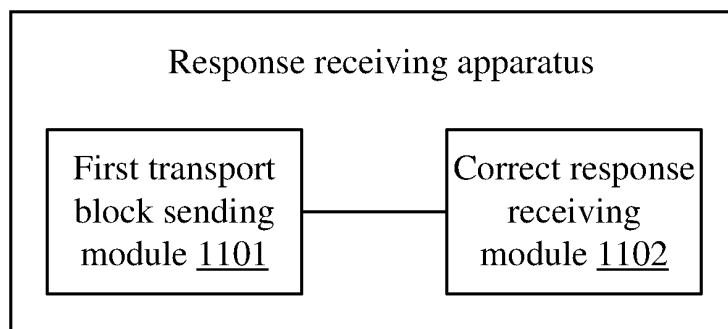 Response receiving apparatus
First transport
block sending
module 1101
Correct response
receiving
module 1102